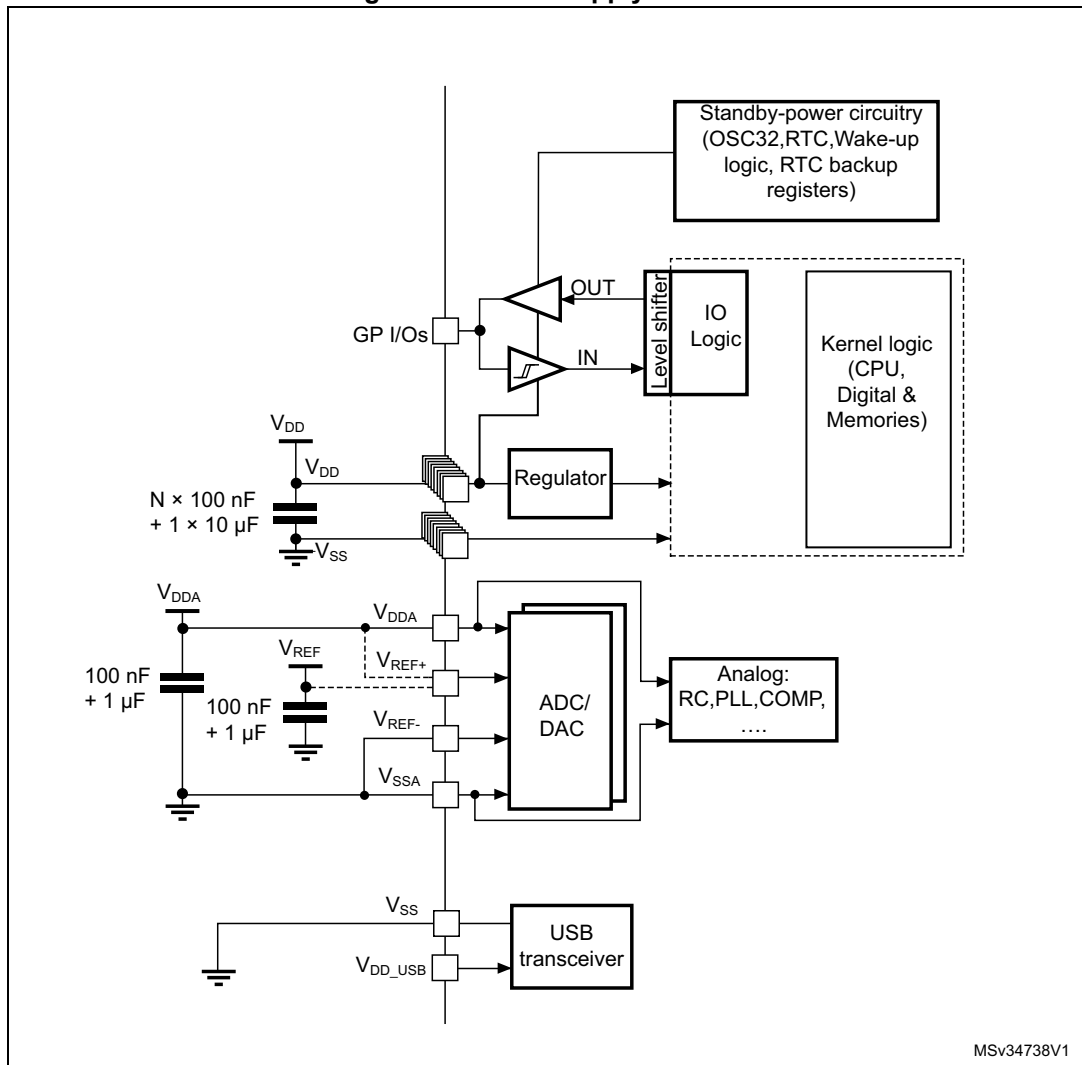 Standby-power circuitry
(OSC32,RTC,Wake-up
logic, RTC backup
registers)
OUT
Level shifter
IO
Logic
GP I/Os
IN
Kernel logic
(CPU,
Digital &
Memories)
VDD
VDD
Regulator
N × 100 nF
+ 1 × 10 µF
VSS
VDDA
VDDA
VREF
VREF+
100 nF
+ 1 µF
100 nF
+ 1 µF
VREF-
VSSA
ADC/
DAC
Analog:
RC,PLL,COMP,
....
VSS
VDD_USB
USB
transceiver
MSv34738V1